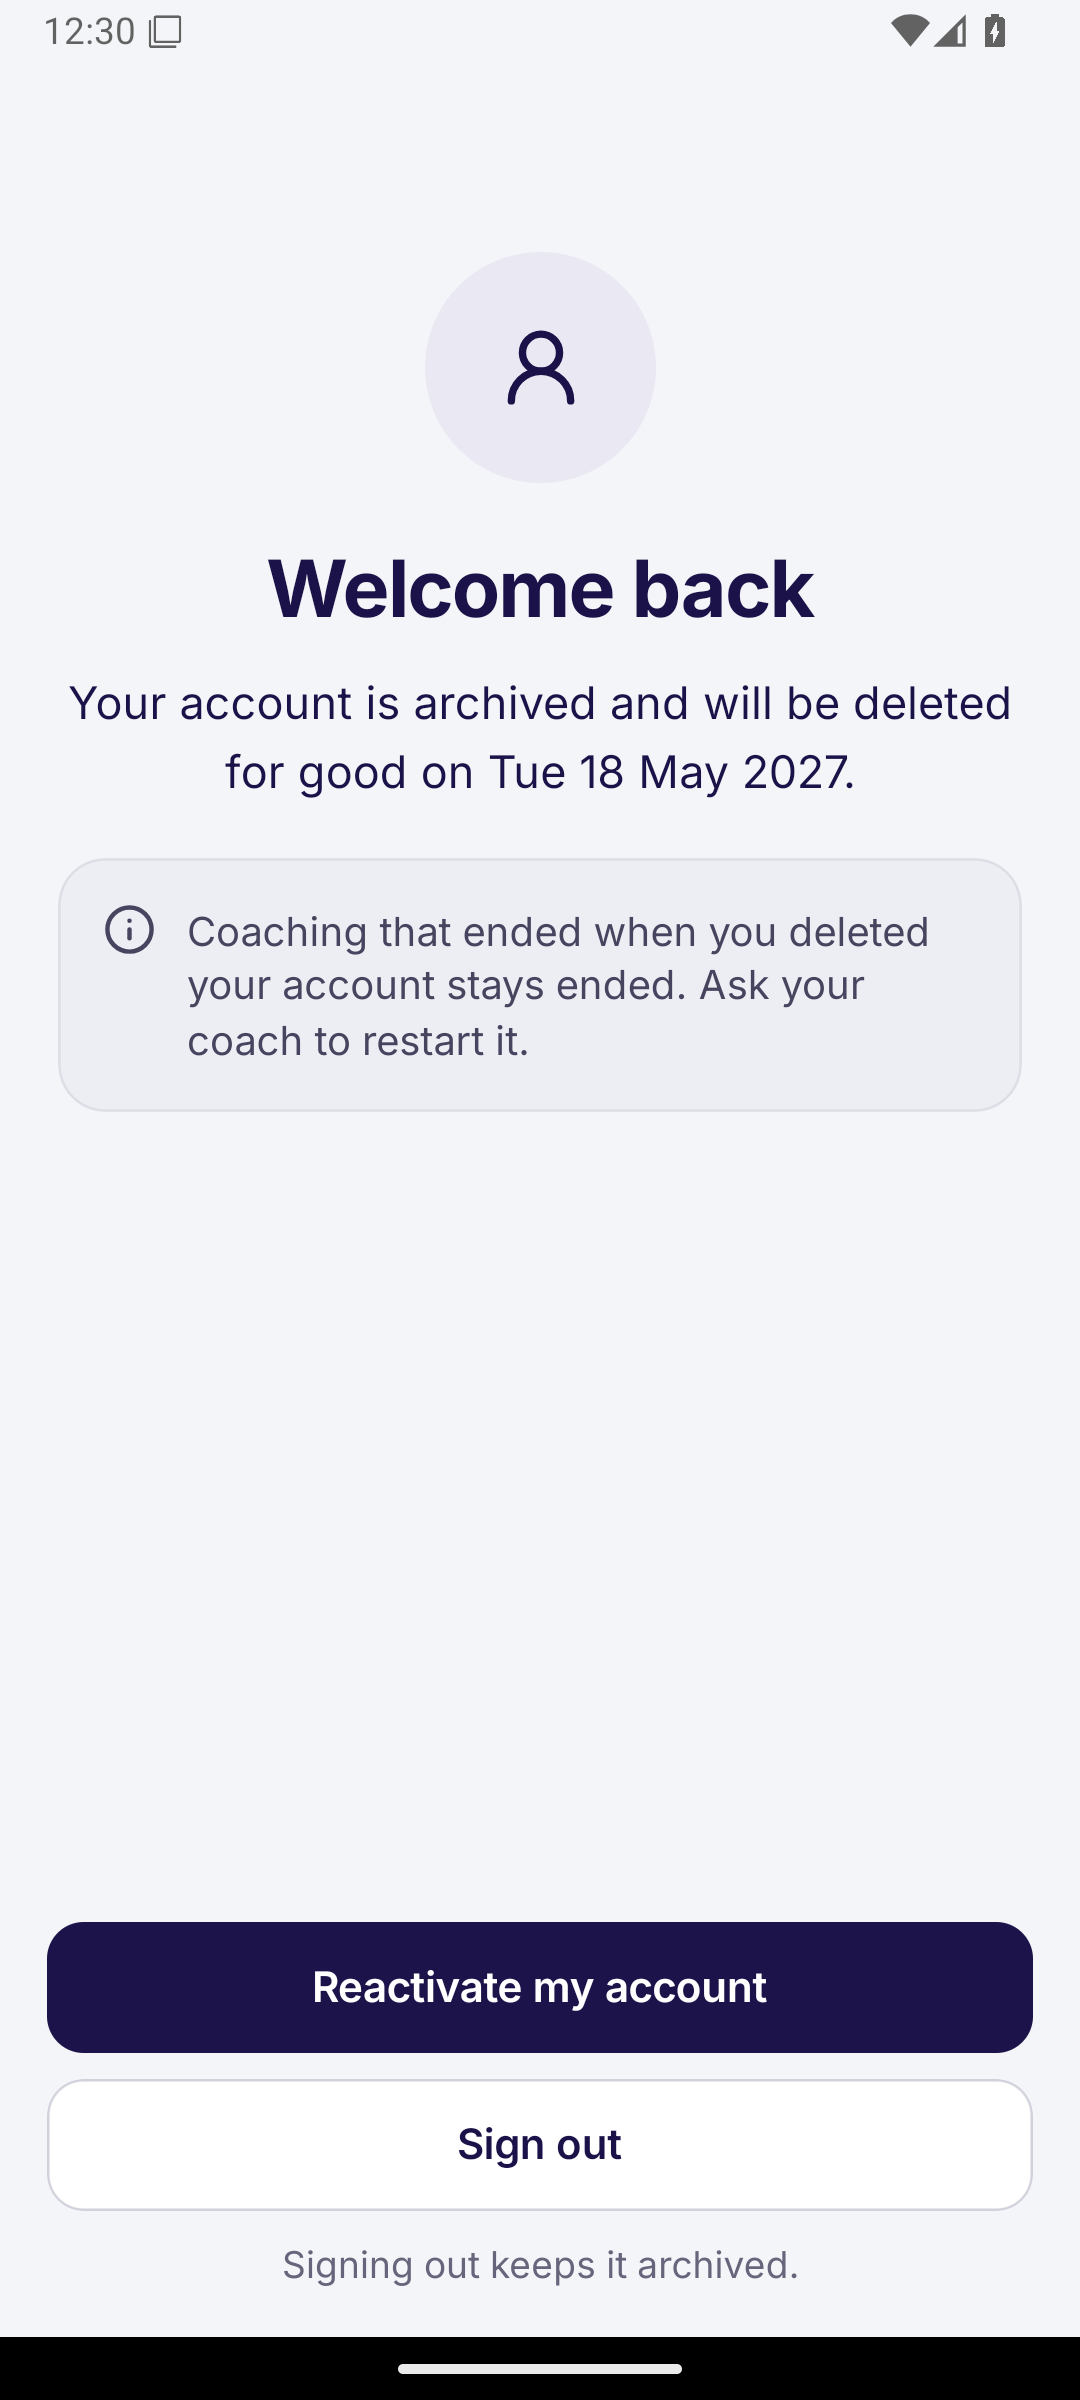 12:30
Welcome back
Your account is archived and will be deleted
for good on Tue 18 May 2027.
Coaching that ended when you deleted
your account stays ended. Ask your
coach to restart it.
Reactivate my account
Sign out
Signing out keeps it archived.